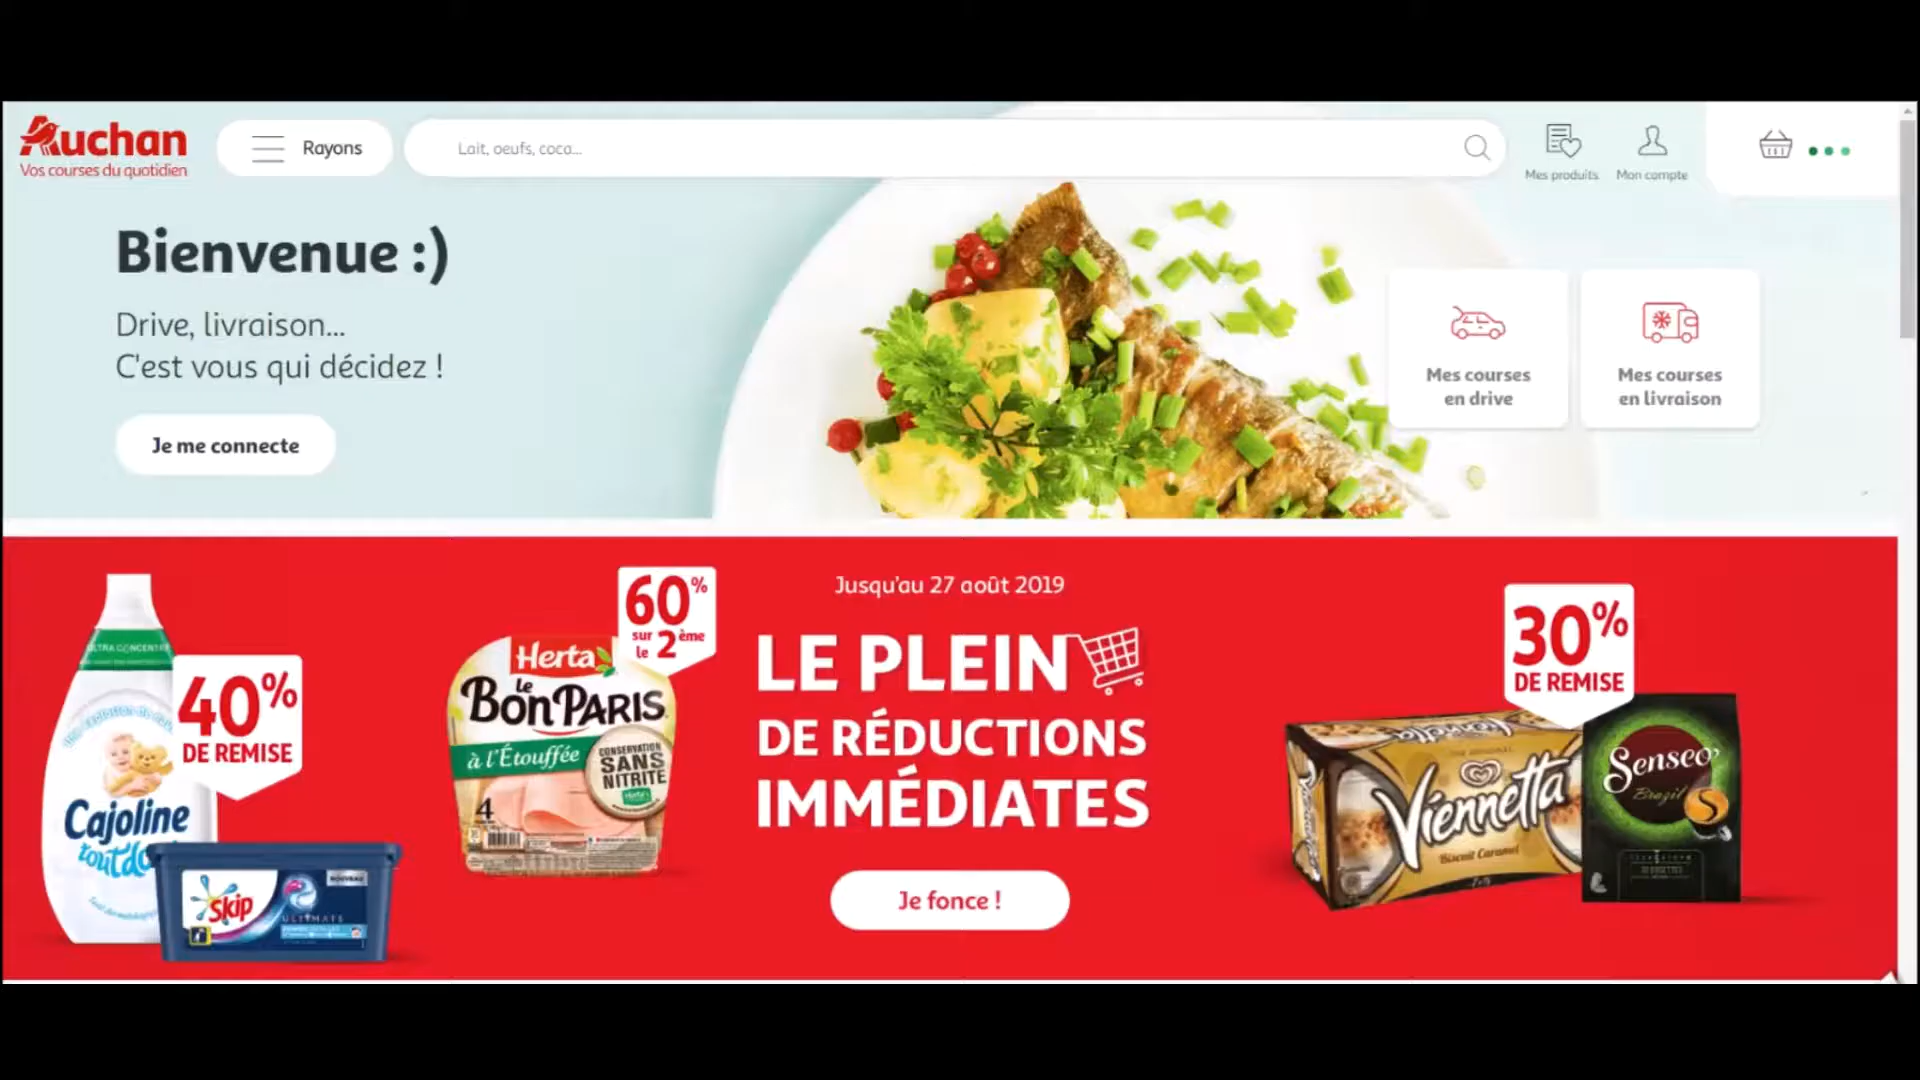 Auchan
Vos courses du quotidien
Rayons
Lait, oeufs, coca...
Mes produits
Mon compte
Bienvenue :)
Drive, livraison...
C'est vous qui décidez !
Je me connecte
Mes courses
en drive
Mes courses
en livraison
Jusqu'au 27 août 2019
LE PLEIN
DE RÉDUCTIONS
IMMÉDIATES
Je fonce !
40%
DE REMISE
Cajoline
Skip
ULTIMATE
NOUVEAU
60%
sur
le 2ème
Herta
le
BON PARIS
à l'Étouffée
CONSERVATION
SANS
NITRITE
4
30%
DE REMISE
Viennetta
Biscuit Caramel
Senseo
Brazil